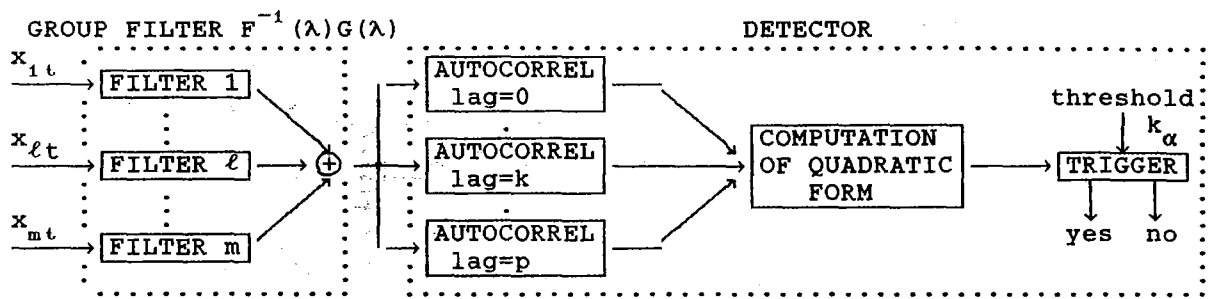 GROUP FILTER F⁻¹(λ)G(λ)
DETECTOR
x₁ₜ
FILTER 1
x_ℓt
FILTER ℓ
x_mt
FILTER m
+
AUTOCORREL
lag=0
AUTOCORREL
lag=k
AUTOCORREL
lag=p
COMPUTATION
OF QUADRATIC
FORM
threshold
k_α
TRIGGER
yes no